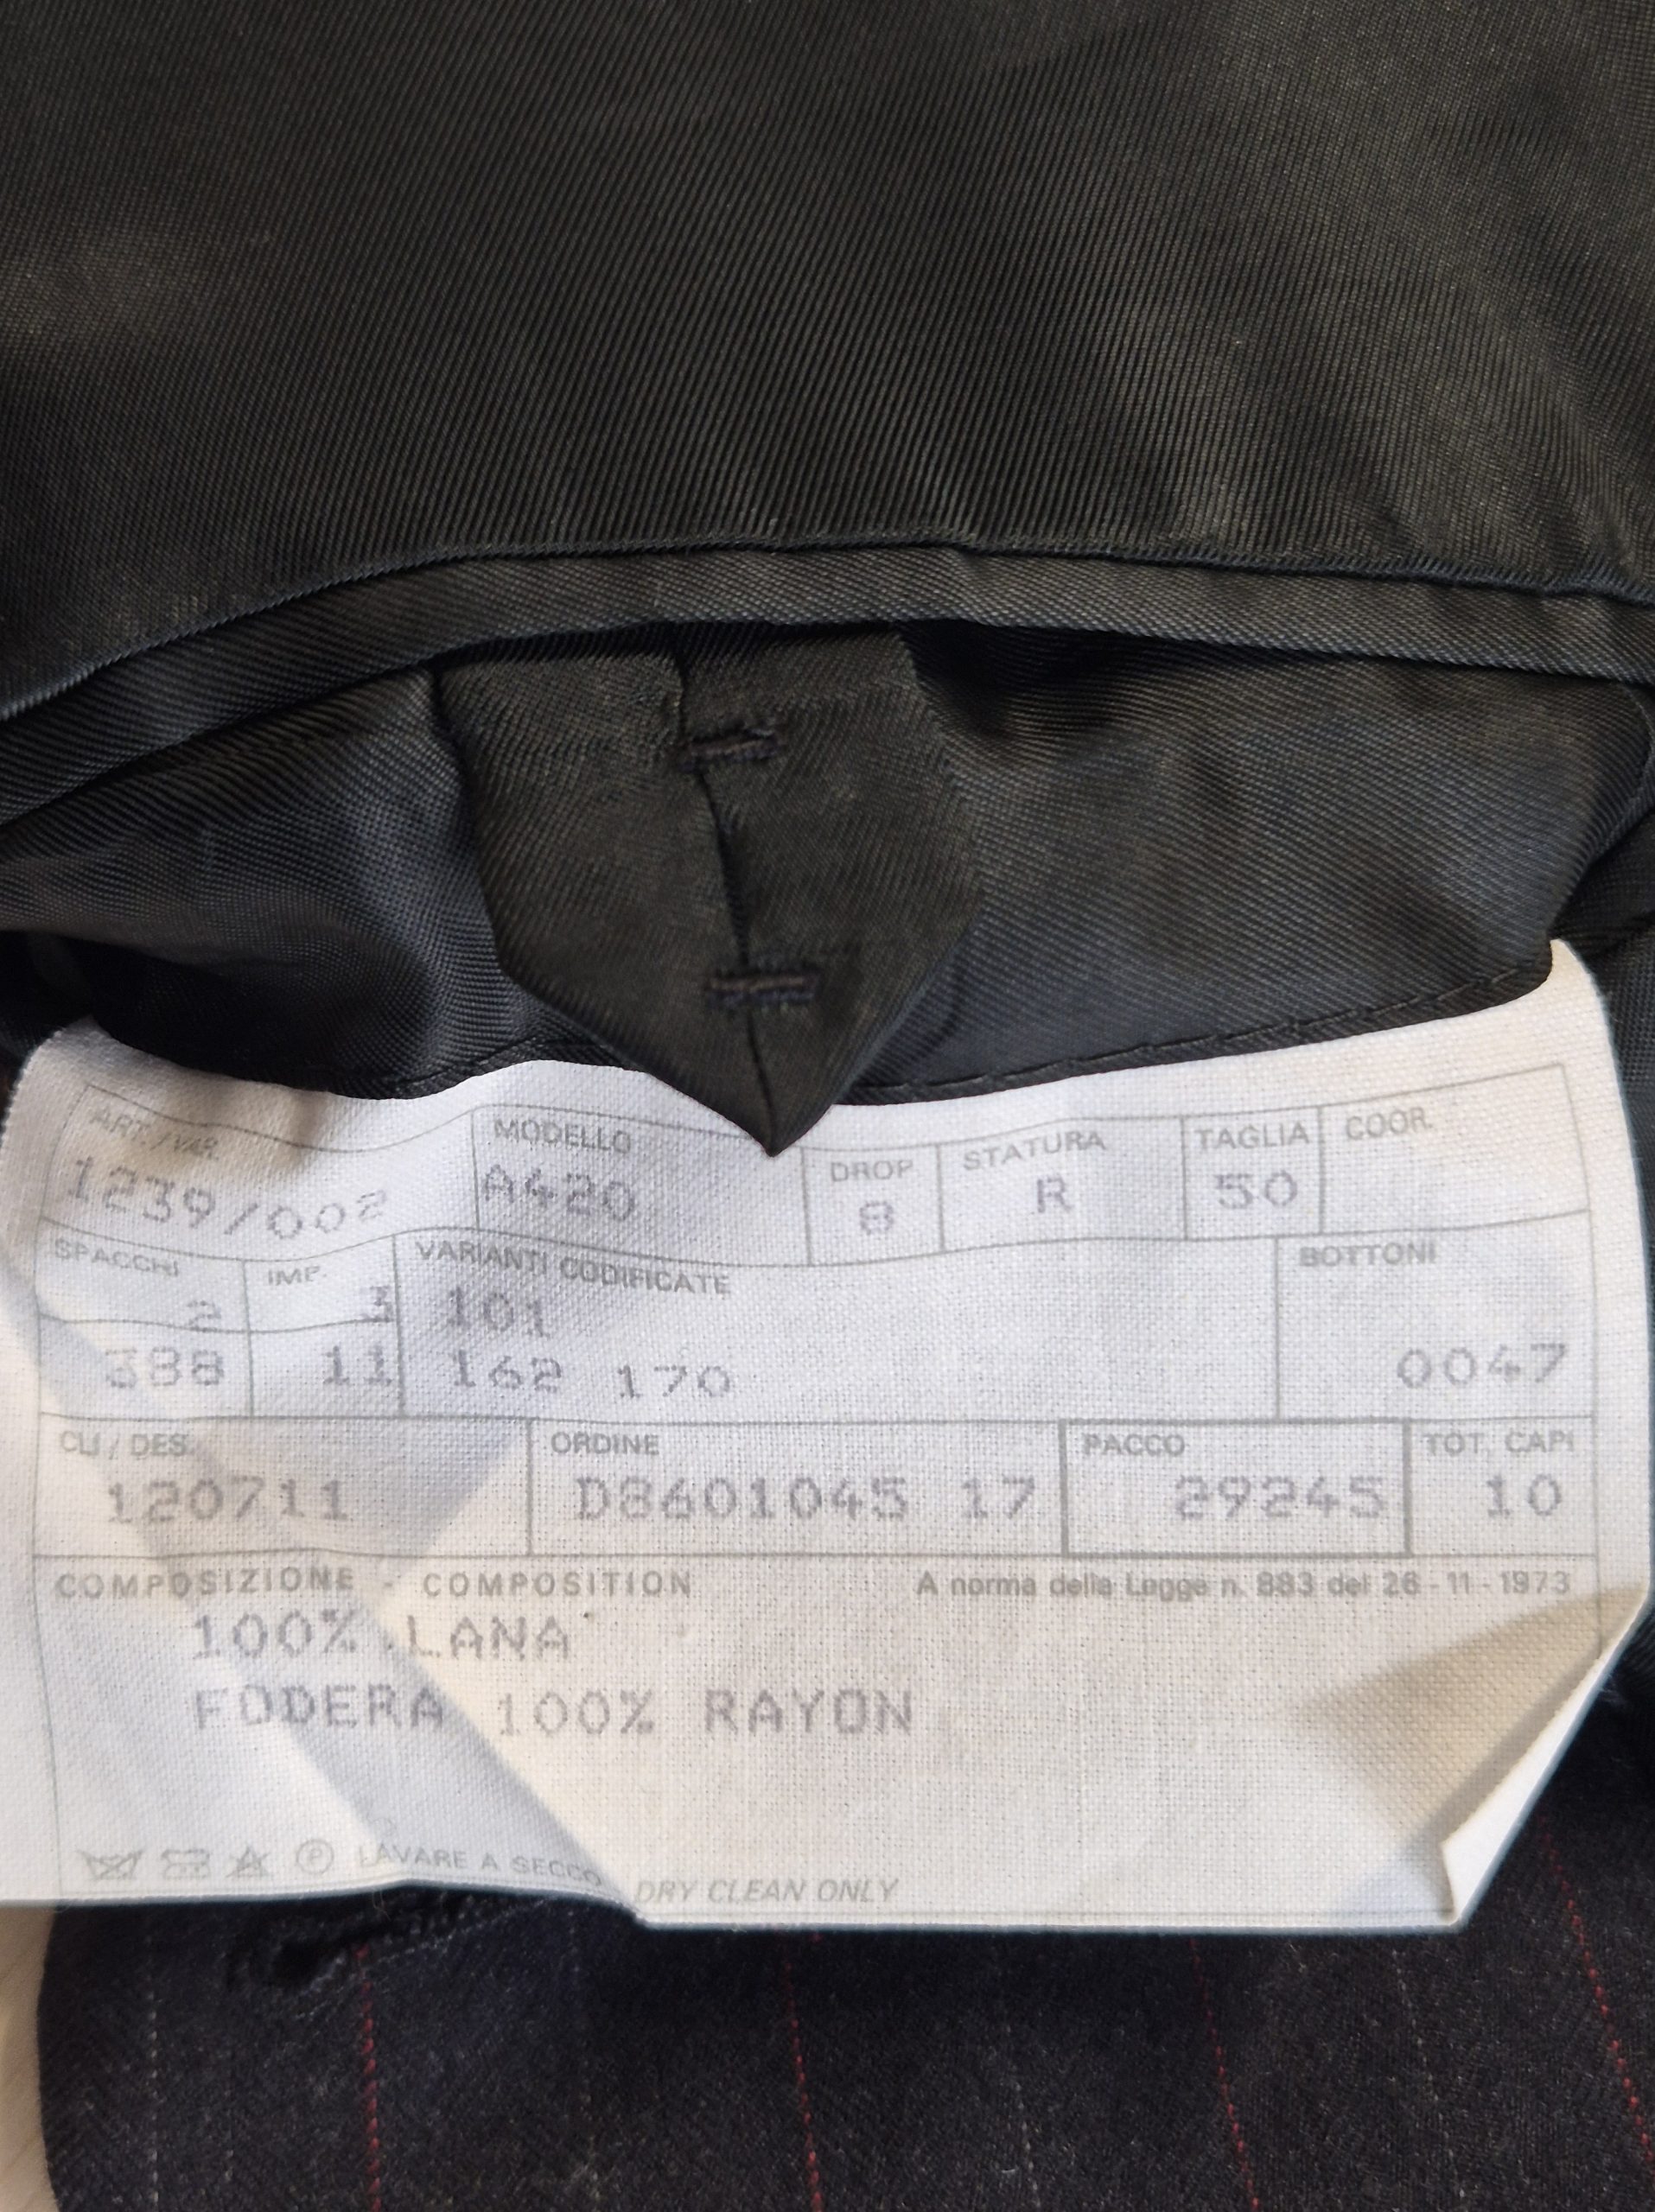 ART./VAR. MODELLO DROP STATURA TAGLIA COOR.
1239/002 A420 8 R 50
SPACCHI IMP. VARIANTI CODIFICATE BOTTONI
2 3 101
388 11 162 170 0047
CLI/DES. ORDINE PACCO TOT. CAPI
120711 D8601045 17 29245 10
COMPOSIZIONE - COMPOSITION A norma della Legge n. 883 del 26-11-1973
100% LANA
FODERA 100% RAYON
P LAVARE A SECCO DRY CLEAN ONLY